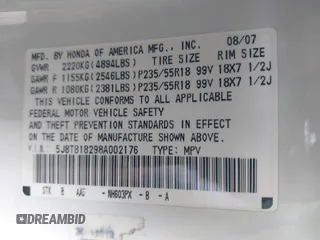 MFD. BY HONDA OF AMERICA MFG., INC. 08/07
GVWR 2220KG(4894LBS) TIRE SIZE RIM SIZE
GAWR F 1155KG(2546LBS) P235/55R18 99V 18X7 1/2J
GAWR R 1080KG(2381LBS) P235/55R18 99V 18X7 1/2J
THIS VEHICLE CONFORMS TO ALL APPLICABLE
FEDERAL MOTOR VEHICLE SAFETY
AND THEFT PREVENTION STANDARDS IN EFFECT
ON THE DATE OF MANUFACTURE SHOWN ABOVE.
V.I.N. 5J8TB18298A002176 TYPE: MPV
STK B AAG NH603PX - B - A
DREAMBID